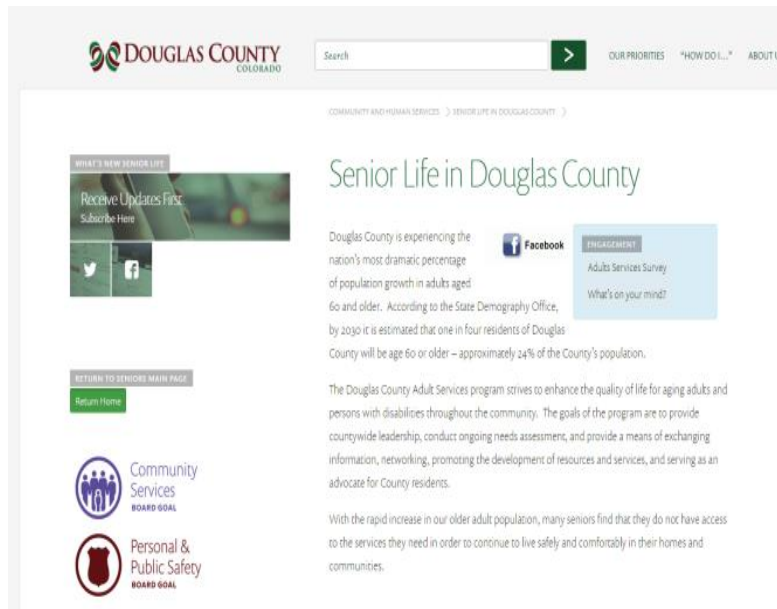 DOUGLAS COUNTY
COLORADO
Search
OUR PRIORITIES
"HOW DO I..."
ABOUT U
COMMUNITY AND HUMAN SERVICES
SENIOR LIFE IN DOUGLAS COUNTY
WHAT'S NEW SENIOR LIFE
Receive Updates First
Subscribe Here
RETURN TO SENIORS MAIN PAGE
Return Home
Community
Services
BOARD GOAL
Personal &
Public Safety
BOARD GOAL
Senior Life in Douglas County
Facebook
ENGAGEMENT
Adults Services Survey
What's on your mind?
Douglas County is experiencing the
nation's most dramatic percentage
of population growth in adults aged
60 and older. According to the State Demography Office,
by 2030 it is estimated that one in four residents of Douglas
County will be age 60 or older – approximately 24% of the County's population.
The Douglas County Adult Services program strives to enhance the quality of life for aging adults and
persons with disabilities throughout the community. The goals of the program are to provide
countywide leadership, conduct ongoing needs assessment, and provide a means of exchanging
information, networking, promoting the development of resources and services, and serving as an
advocate for County residents.
With the rapid increase in our older adult population, many seniors find that they do not have access
to the services they need in order to continue to live safely and comfortably in their homes and
communities.